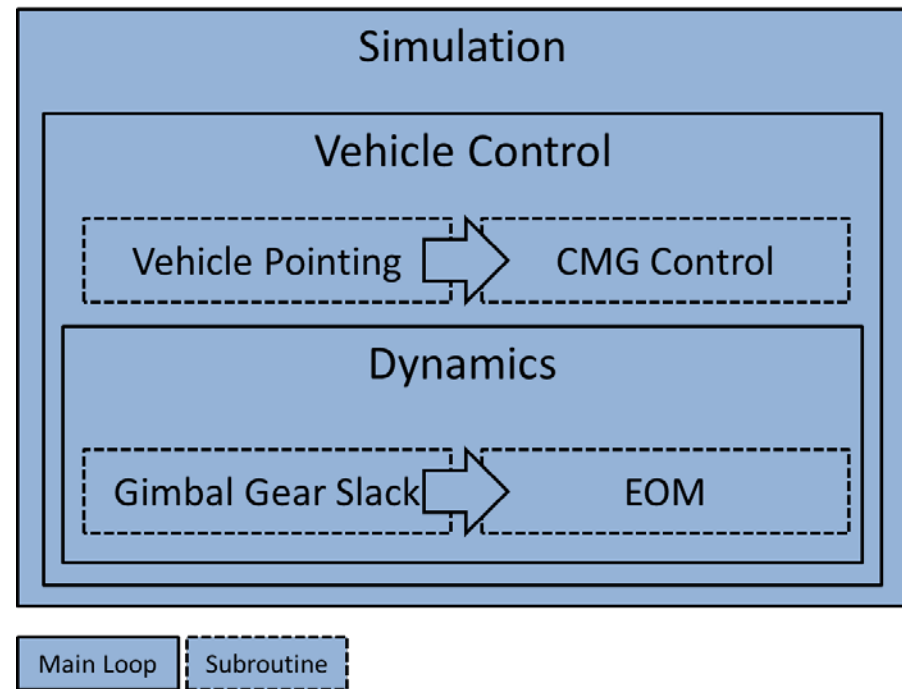 Simulation
Vehicle Control
Vehicle Pointing
CMG Control
Dynamics
Gimbal Gear Slack
EOM
Main Loop
Subroutine